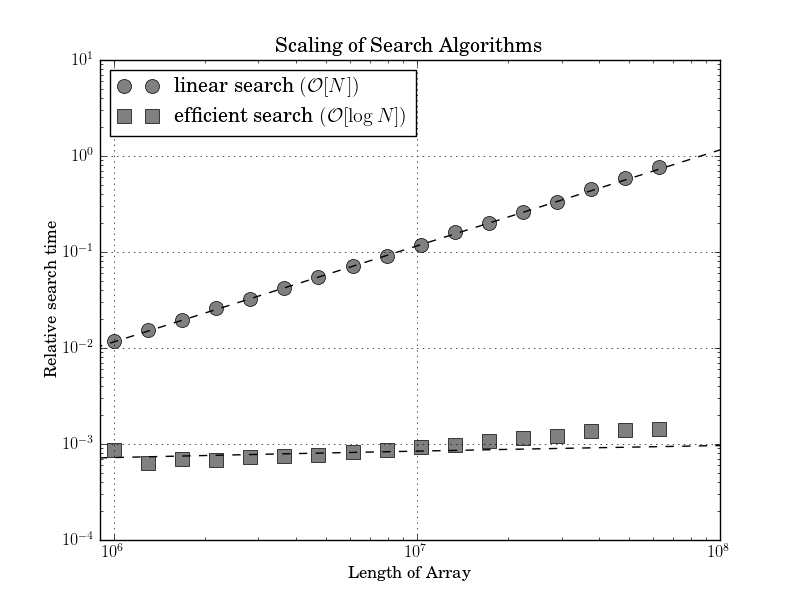 Scaling of Search Algorithms
linear search (𝒪[N])
efficient search (𝒪[log N])
10¹
10⁰
10⁻¹
10⁻²
10⁻³
10⁻⁴
Relative search time
10⁶ 10⁷ 10⁸
Length of Array